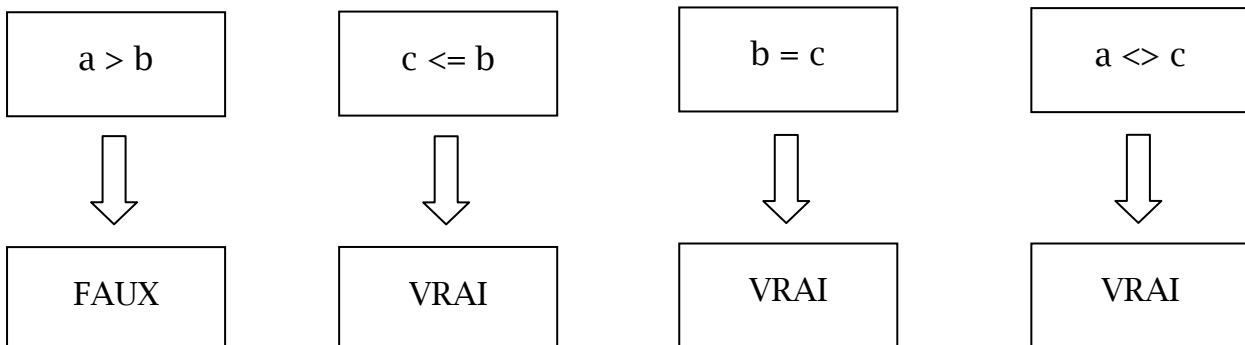 a > b
c <= b
b = c
a <> c
FAUX
VRAI
VRAI
VRAI